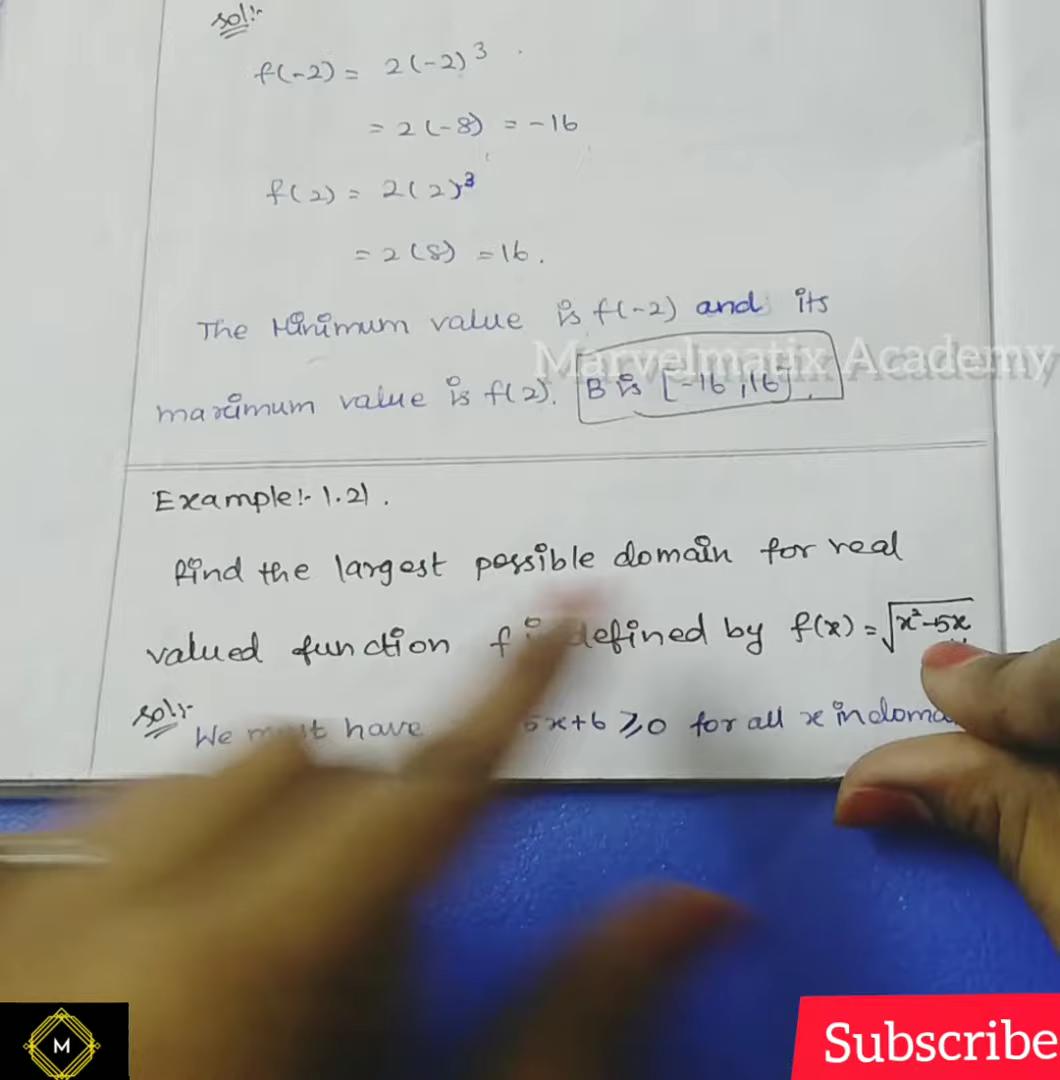 Sol:-
f(-2) = 2(-2)³
= 2(-8) = -16
f(2) = 2(2)³
= 2(8) = 16.
The Minimum value is f(-2) and its
Marvelmatix Academy
maximum value is f(2). B is [-16,16].
Example:- 1.21.
Find the largest possible domain for real
valued function f defined by f(x) = √x²-5x
Sol:-
We must have 5x+6 ≥0 for all x in
M
Subscribe